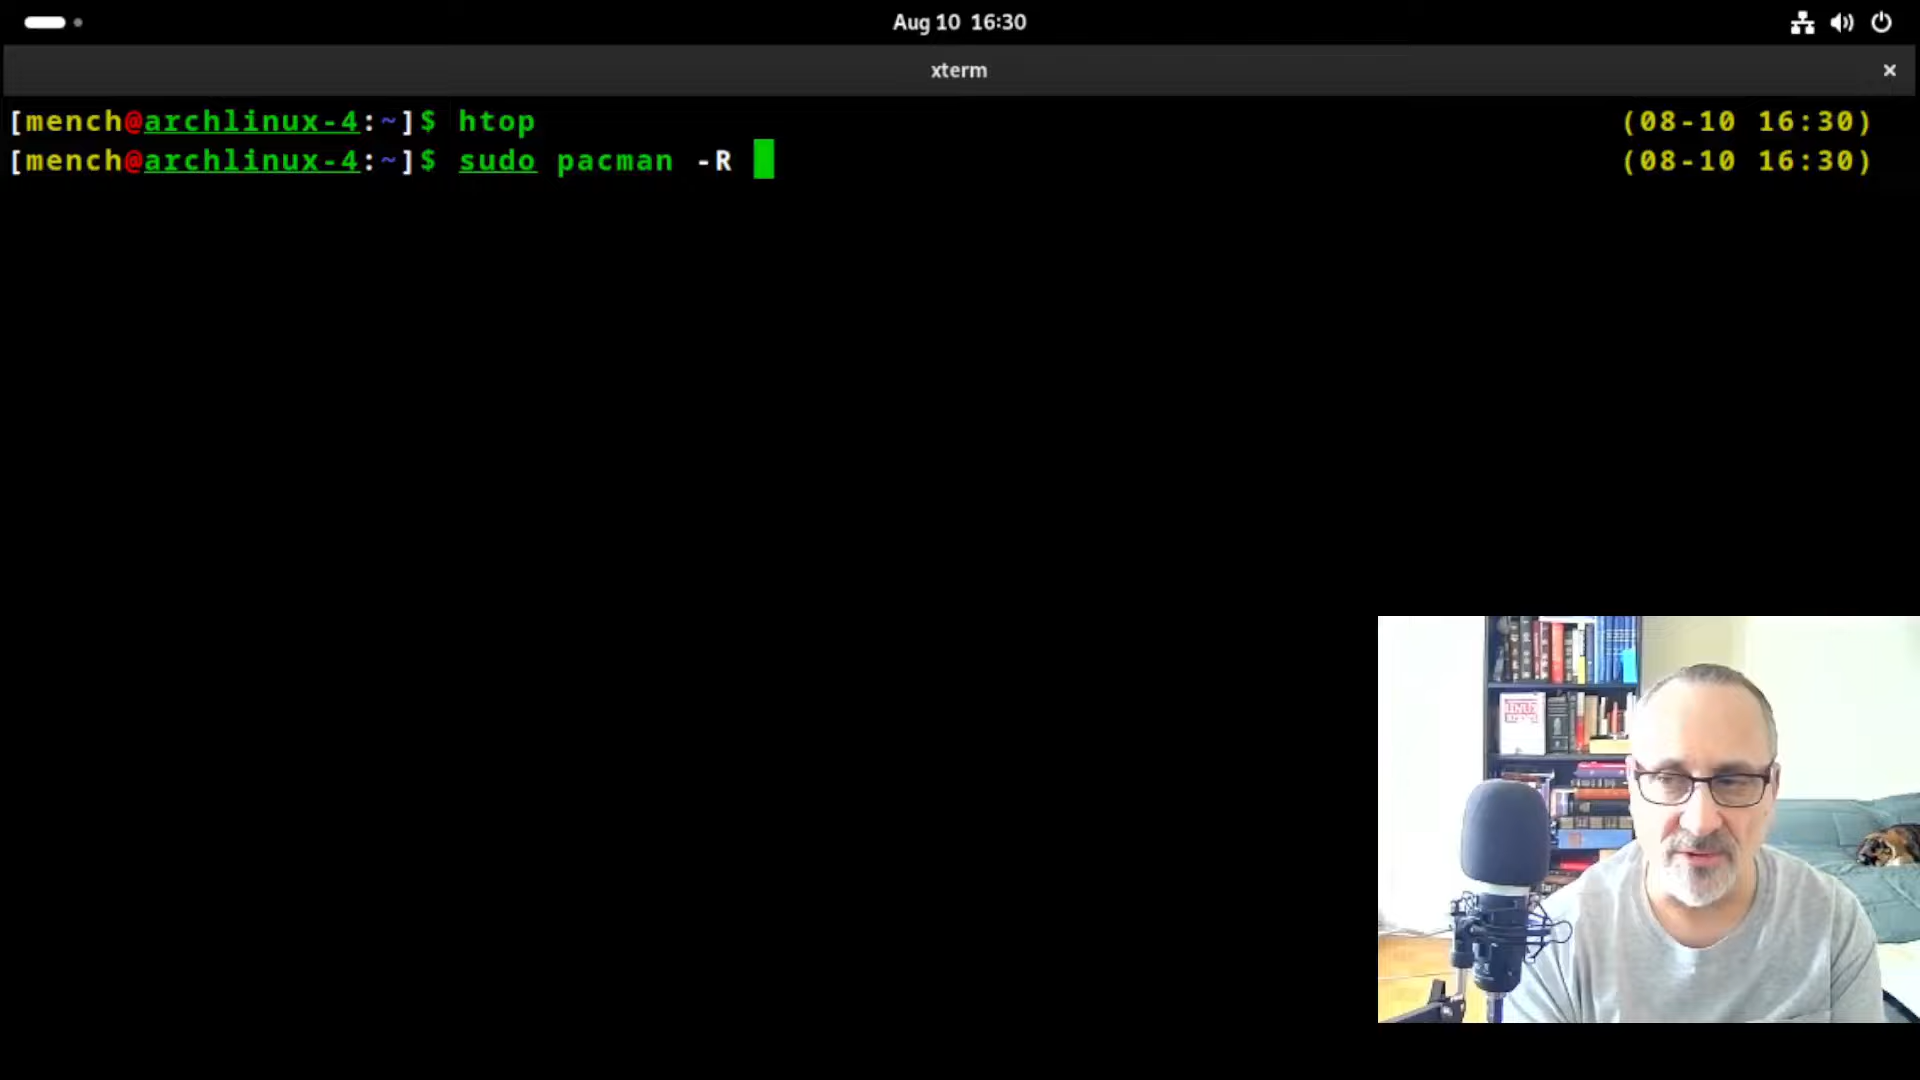 Aug 10 16:30
xterm
[mench@archlinux-4:~]$ htop (08-10 16:30)
[mench@archlinux-4:~]$ sudo pacman -R (08-10 16:30)
LINUX